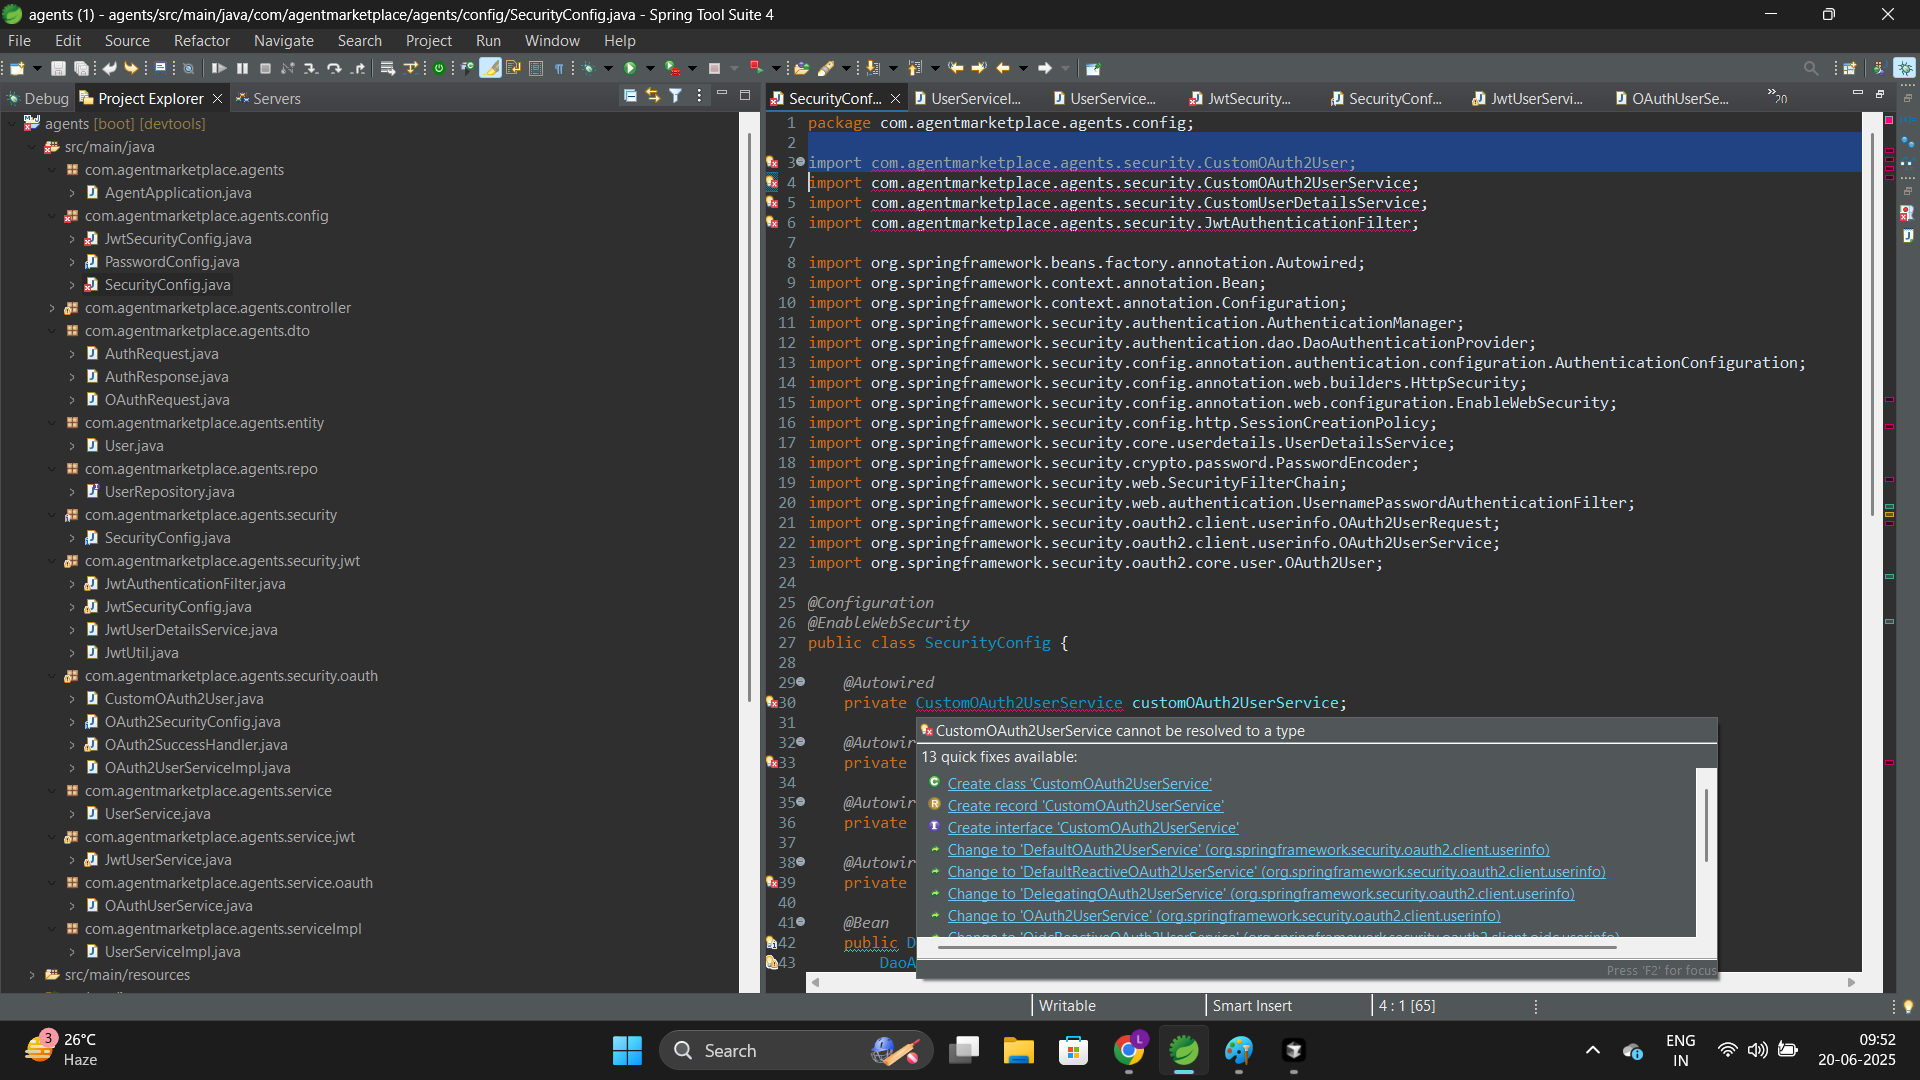 agents (1) - agents/src/main/java/com/agentmarketplace/agents/config/SecurityConfig.java - Spring Tool Suite 4
File Edit Source Refactor Navigate Search Project Run Window Help
Debug Project Explorer Servers
agents [boot] [devtools]
src/main/java
com.agentmarketplace.agents
AgentApplication.java
com.agentmarketplace.agents.config
JwtSecurityConfig.java
PasswordConfig.java
SecurityConfig.java
com.agentmarketplace.agents.controller
com.agentmarketplace.agents.dto
AuthRequest.java
AuthResponse.java
OAuthRequest.java
com.agentmarketplace.agents.entity
User.java
com.agentmarketplace.agents.repo
UserRepository.java
com.agentmarketplace.agents.security
SecurityConfig.java
com.agentmarketplace.agents.security.jwt
JwtAuthenticationFilter.java
JwtSecurityConfig.java
JwtUserDetailsService.java
JwtUtil.java
com.agentmarketplace.agents.security.oauth
CustomOAuth2User.java
OAuth2SecurityConfig.java
OAuth2SuccessHandler.java
OAuth2UserServiceImpl.java
com.agentmarketplace.agents.service
UserService.java
com.agentmarketplace.agents.service.jwt
JwtUserService.java
com.agentmarketplace.agents.service.oauth
OAuthUserService.java
com.agentmarketplace.agents.serviceImpl
UserServiceImpl.java
src/main/resources
SecurityConf... UserServiceI... UserService... JwtSecurity... SecurityConf... JwtUserServi... OAuthUserSe... »20
1 package com.agentmarketplace.agents.config;
2
3 import com.agentmarketplace.agents.security.CustomOAuth2User;
4 import com.agentmarketplace.agents.security.CustomOAuth2UserService;
5 import com.agentmarketplace.agents.security.CustomUserDetailsService;
6 import com.agentmarketplace.agents.security.JwtAuthenticationFilter;
7
8 import org.springframework.beans.factory.annotation.Autowired;
9 import org.springframework.context.annotation.Bean;
10 import org.springframework.context.annotation.Configuration;
11 import org.springframework.security.authentication.AuthenticationManager;
12 import org.springframework.security.authentication.dao.DaoAuthenticationProvider;
13 import org.springframework.security.config.annotation.authentication.configuration.AuthenticationConfiguration;
14 import org.springframework.security.config.annotation.web.builders.HttpSecurity;
15 import org.springframework.security.config.annotation.web.configuration.EnableWebSecurity;
16 import org.springframework.security.config.http.SessionCreationPolicy;
17 import org.springframework.security.core.userdetails.UserDetailsService;
18 import org.springframework.security.crypto.password.PasswordEncoder;
19 import org.springframework.security.web.SecurityFilterChain;
20 import org.springframework.security.web.authentication.UsernamePasswordAuthenticationFilter;
21 import org.springframework.security.oauth2.client.userinfo.OAuth2UserRequest;
22 import org.springframework.security.oauth2.client.userinfo.OAuth2UserService;
23 import org.springframework.security.oauth2.core.user.OAuth2User;
24
25 @Configuration
26 @EnableWebSecurity
27 public class SecurityConfig {
28
29 @Autowired
30 private CustomOAuth2UserService customOAuth2UserService;
31
32 @Autowir
33 private
34
35 @Autowir
36 private
37
38 @Autowir
39 private
40
41 @Bean
42 public D
43 DaoA
CustomOAuth2UserService cannot be resolved to a type
13 quick fixes available:
Create class 'CustomOAuth2UserService'
Create record 'CustomOAuth2UserService'
Create interface 'CustomOAuth2UserService'
Change to 'DefaultOAuth2UserService' (org.springframework.security.oauth2.client.userinfo)
Change to 'DefaultReactiveOAuth2UserService' (org.springframework.security.oauth2.client.userinfo)
Change to 'DelegatingOAuth2UserService' (org.springframework.security.oauth2.client.userinfo)
Change to 'OAuth2UserService' (org.springframework.security.oauth2.client.userinfo)
Change to 'OidcReactiveOAuth2UserService' (org.springframework.security.oauth2.client.oidc.userinfo)
Press 'F2' for focus
Writable Smart Insert 4 : 1 [65]
3
26°C
Haze
Search
L
ENG
IN
09:52
20-06-2025